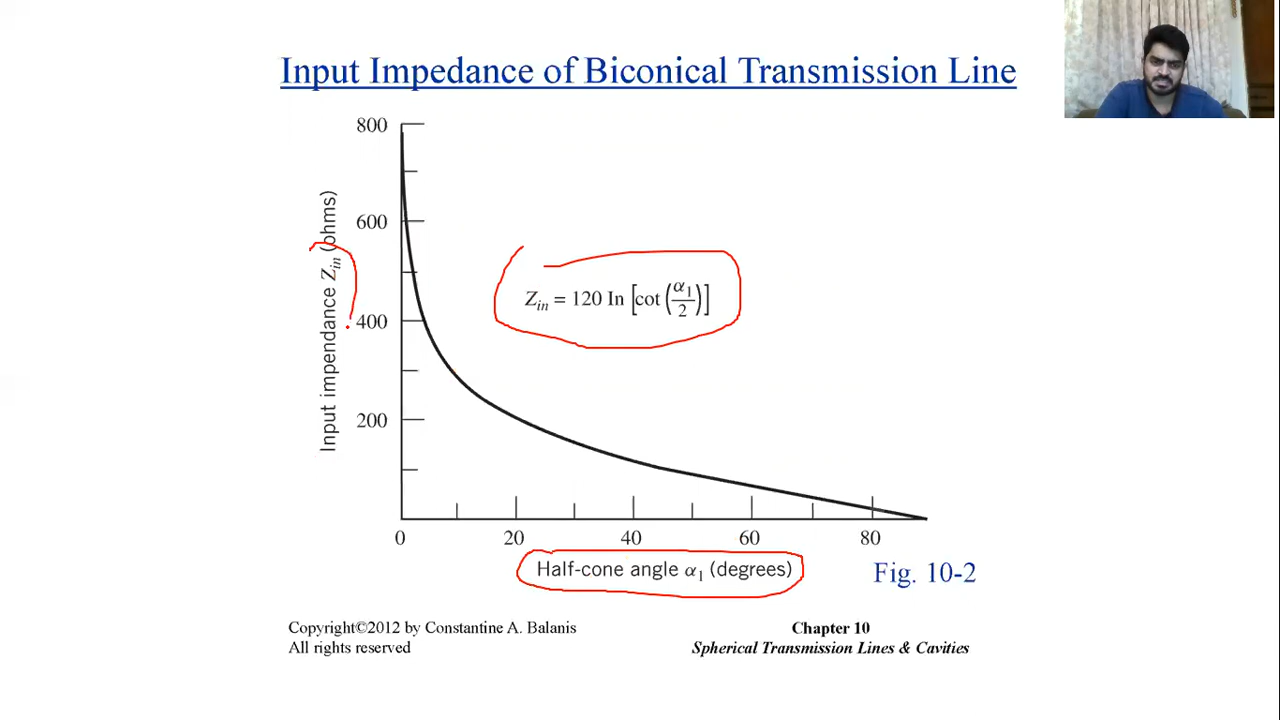 Input Impedance of Biconical Transmission Line
800
600
400
200
Input impendance Zin (ohms)
Zin = 120 ln [cot (α1/2)]
0 20 40 60 80
Half-cone angle α1 (degrees)
Fig. 10-2
Copyright©2012 by Constantine A. Balanis
All rights reserved
Chapter 10
Spherical Transmission Lines & Cavities